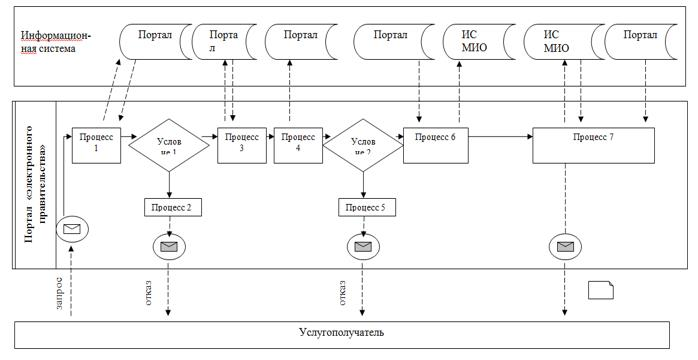 Информацион-
ная система
Портал
Порта
л
Портал
Портал
ИС
МИО
ИС
МИО
Портал
Портал «электронного
правительства»
Процесс
1
Услов
ие 1
Процесс
3
Процесс
4
Услов
ие 2
Процесс 6
Процесс 7
Процесс 2
Процесс 5
запрос
отказ
отказ
Услугополучатель